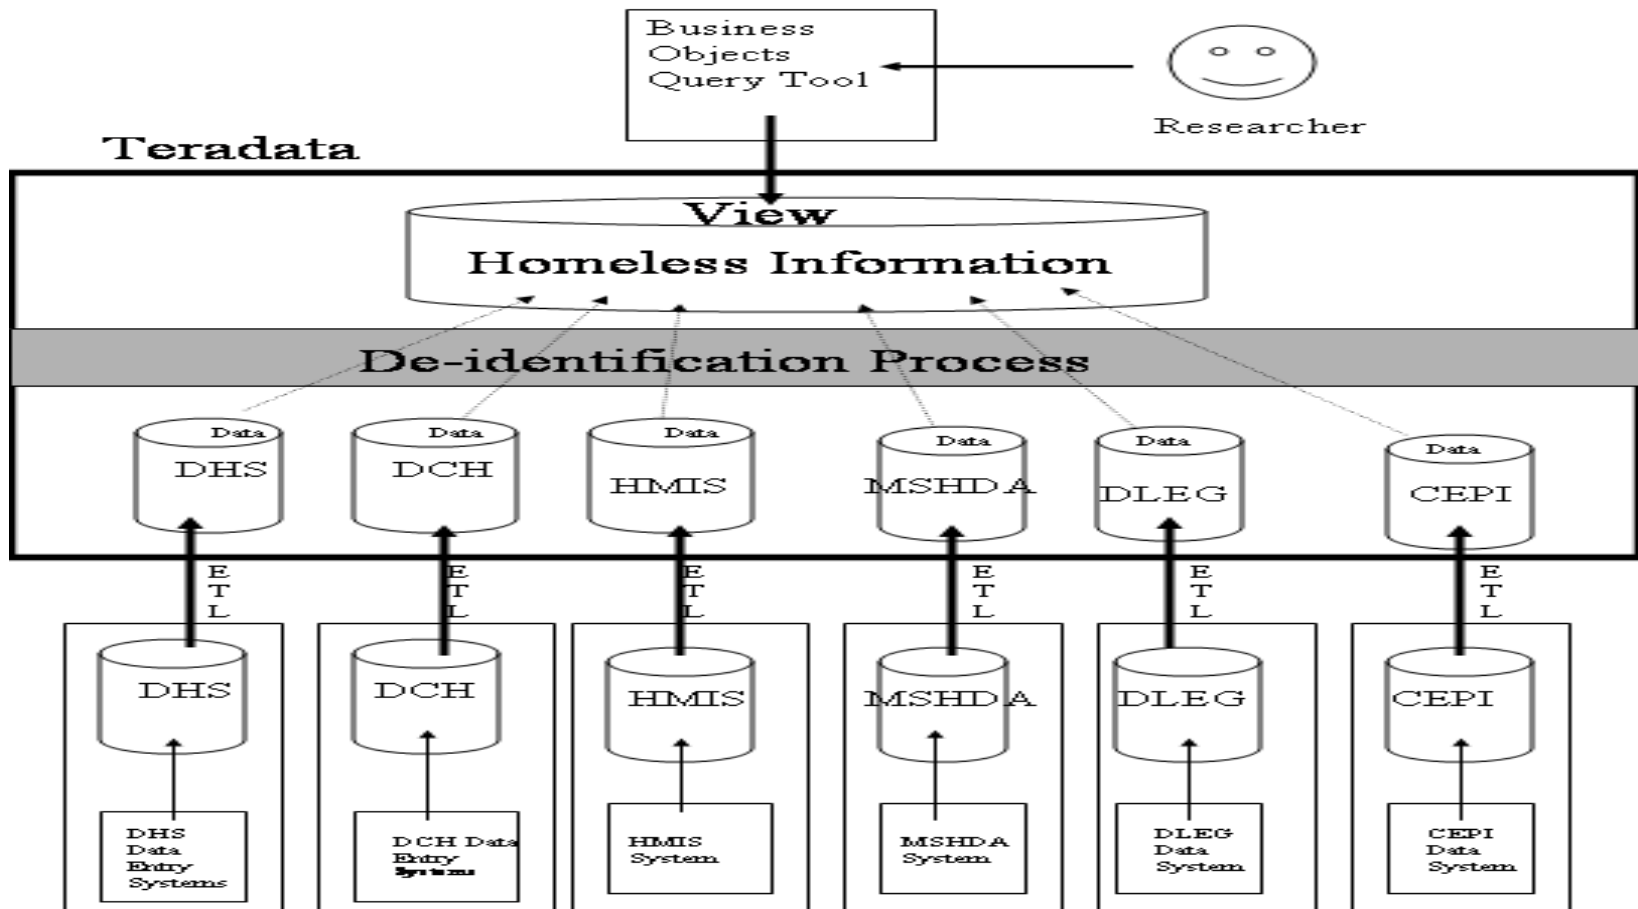 Business
Objects
Query Tool
Researcher
Teradata
View
Homeless Information
De-identification Process
Data
DHS
Data
DCH
Data
HMIS
Data
MSHDA
Data
DLEG
Data
CEPI
E
T
L
E
T
L
E
T
L
E
T
L
E
T
L
E
T
L
DHS
DCH
HMIS
MSHDA
DLEG
CEPI
DHS
Data
Entry
Systems
DCH Data
Entry
Systems
HMIS
System
MSHDA
System
DLEG
Data
System
CEPI
Data
System